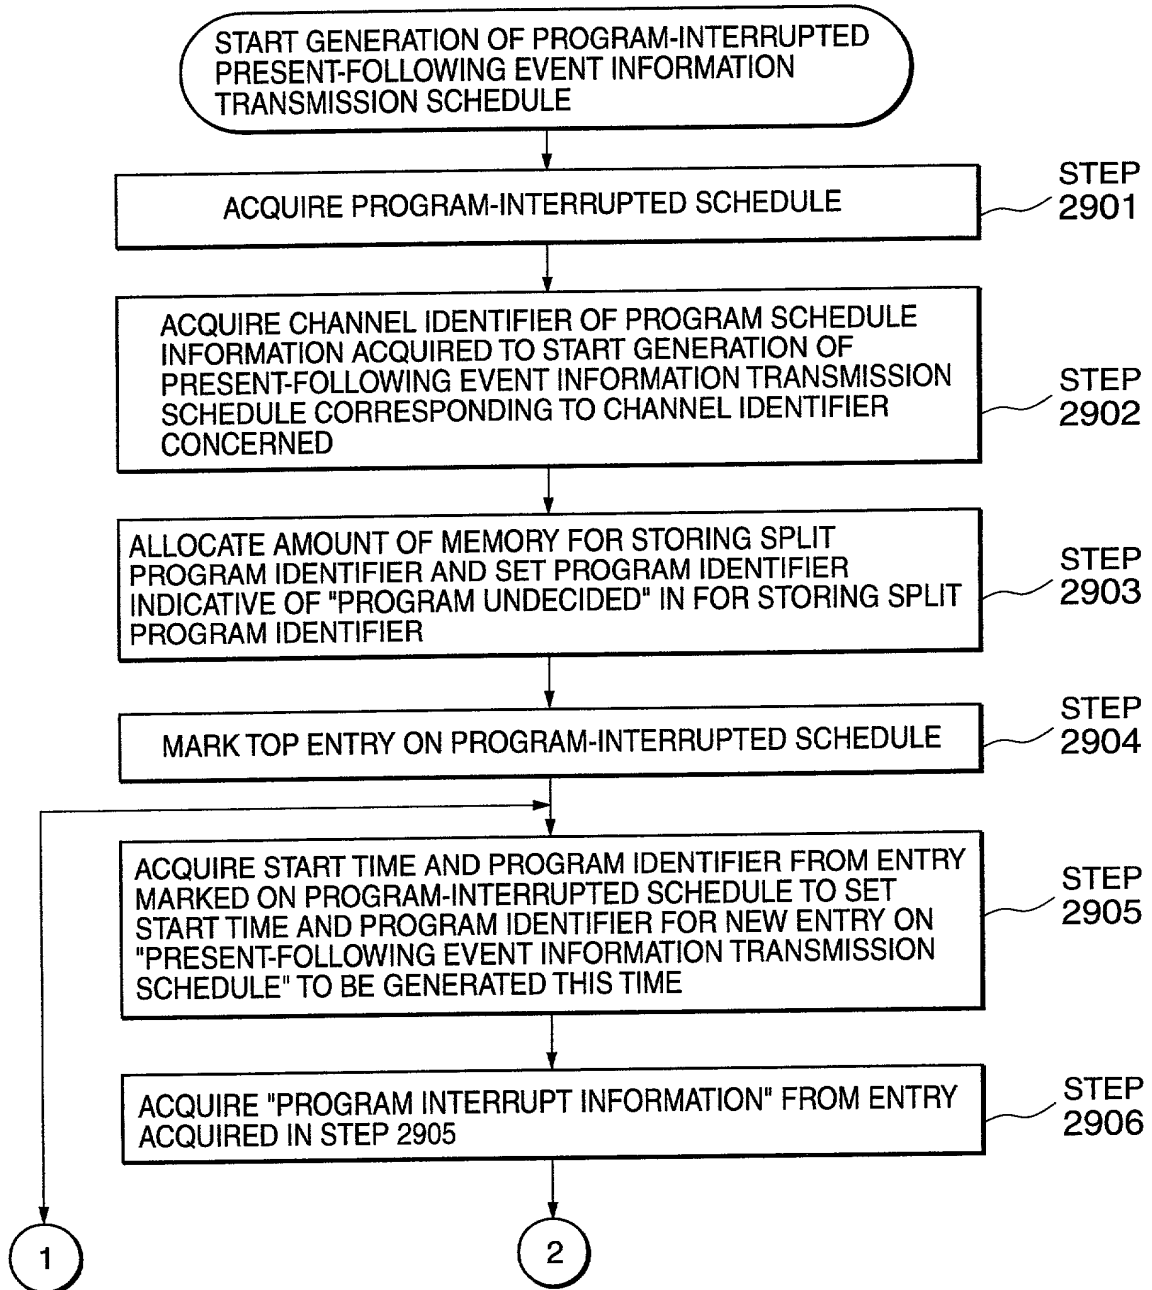 START GENERATION OF PROGRAM-INTERRUPTED
PRESENT-FOLLOWING EVENT INFORMATION
TRANSMISSION SCHEDULE
ACQUIRE PROGRAM-INTERRUPTED SCHEDULE
STEP
2901
ACQUIRE CHANNEL IDENTIFIER OF PROGRAM SCHEDULE
INFORMATION ACQUIRED TO START GENERATION OF
PRESENT-FOLLOWING EVENT INFORMATION TRANSMISSION
SCHEDULE CORRESPONDING TO CHANNEL IDENTIFIER
CONCERNED
STEP
2902
ALLOCATE AMOUNT OF MEMORY FOR STORING SPLIT
PROGRAM IDENTIFIER AND SET PROGRAM IDENTIFIER
INDICATIVE OF "PROGRAM UNDECIDED" IN FOR STORING SPLIT
PROGRAM IDENTIFIER
STEP
2903
MARK TOP ENTRY ON PROGRAM-INTERRUPTED SCHEDULE
STEP
2904
ACQUIRE START TIME AND PROGRAM IDENTIFIER FROM ENTRY
MARKED ON PROGRAM-INTERRUPTED SCHEDULE TO SET
START TIME AND PROGRAM IDENTIFIER FOR NEW ENTRY ON
"PRESENT-FOLLOWING EVENT INFORMATION TRANSMISSION
SCHEDULE" TO BE GENERATED THIS TIME
STEP
2905
ACQUIRE "PROGRAM INTERRUPT INFORMATION" FROM ENTRY
ACQUIRED IN STEP 2905
STEP
2906
1
2